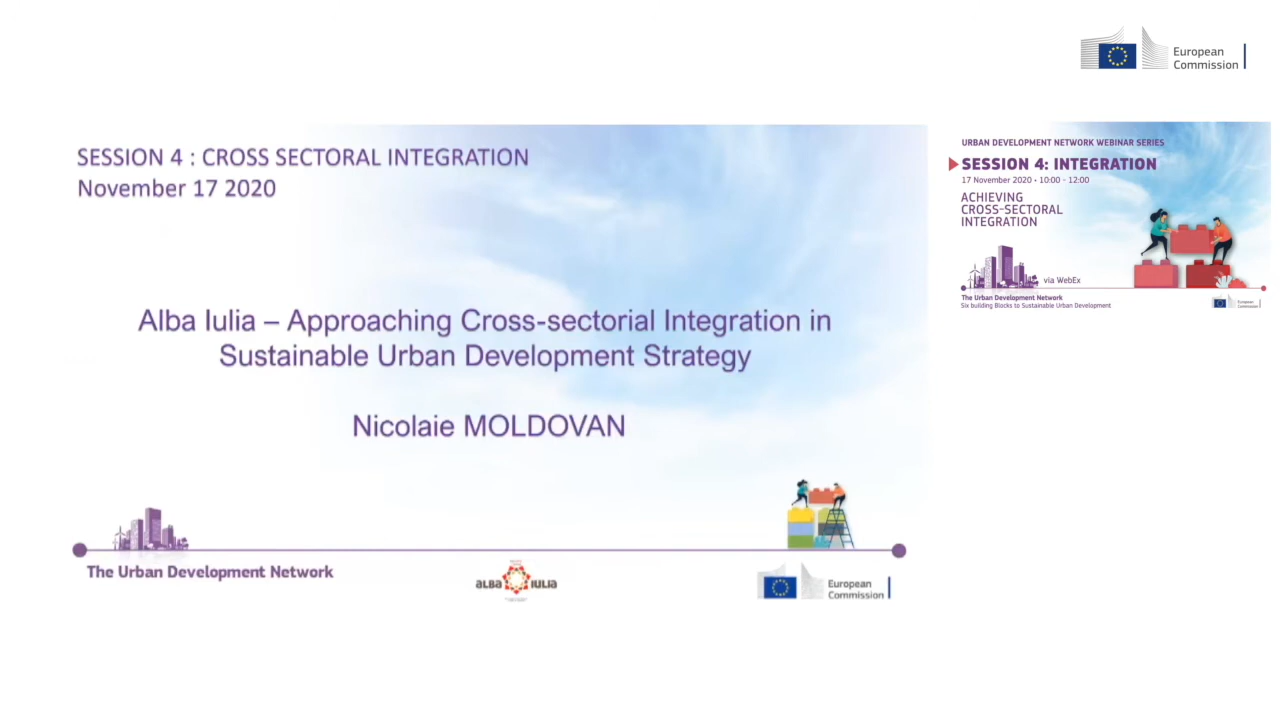 European
Commission
SESSION 4 : CROSS SECTORAL INTEGRATION
November 17 2020
Alba Iulia – Approaching Cross-sectorial Integration in
Sustainable Urban Development Strategy
Nicolaie MOLDOVAN
The Urban Development Network
ALBA IULIA
European
Commission
URBAN DEVELOPMENT NETWORK WEBINAR SERIES
SESSION 4: INTEGRATION
17 November 2020 • 10:00 - 12:00
ACHIEVING
CROSS-SECTORAL
INTEGRATION
via WebEx
The Urban Development Network
Six building Blocks to Sustainable Urban Development
European
Commission